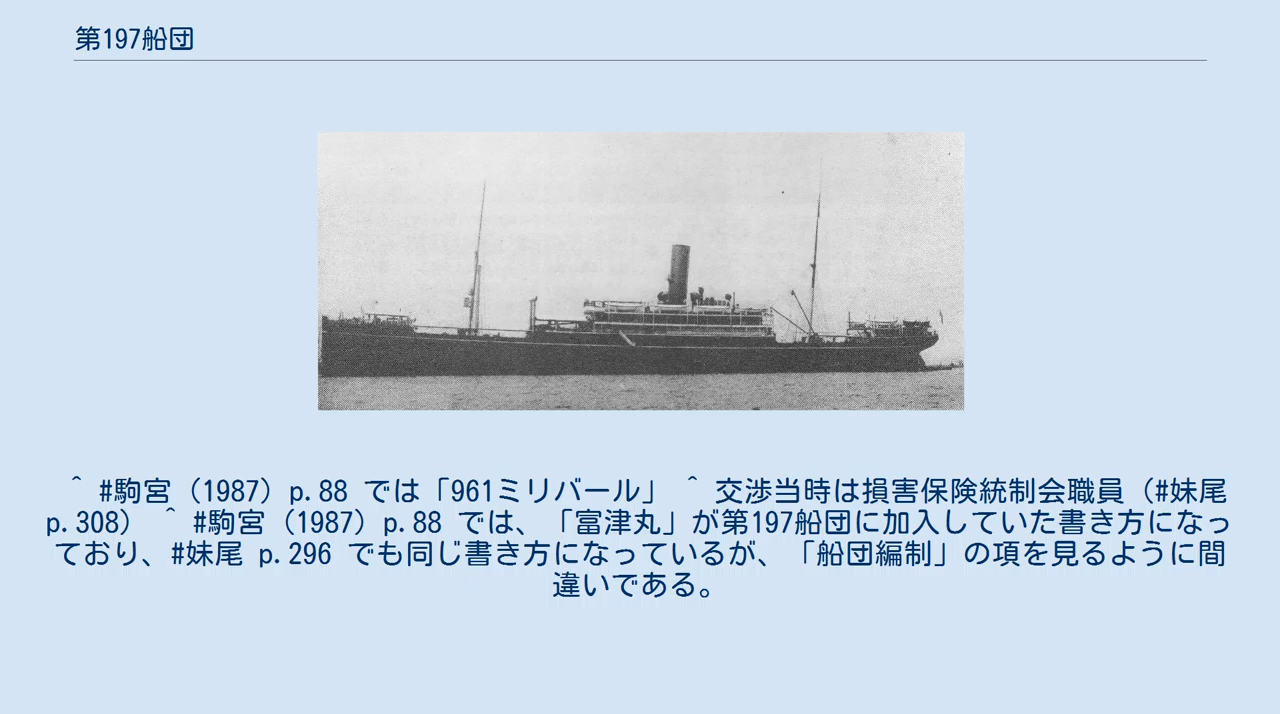 第197船団
^ #駒宮（1987）p.88 では「961ミリバール」 ^ 交渉当時は損害保険統制会職員（#妹尾
p.308） ^ #駒宮（1987）p.88 では、「富津丸」が第197船団に加入していた書き方になっ
ており、#妹尾 p.296 でも同じ書き方になっているが、「船団編制」の項を見るように間
違いである。